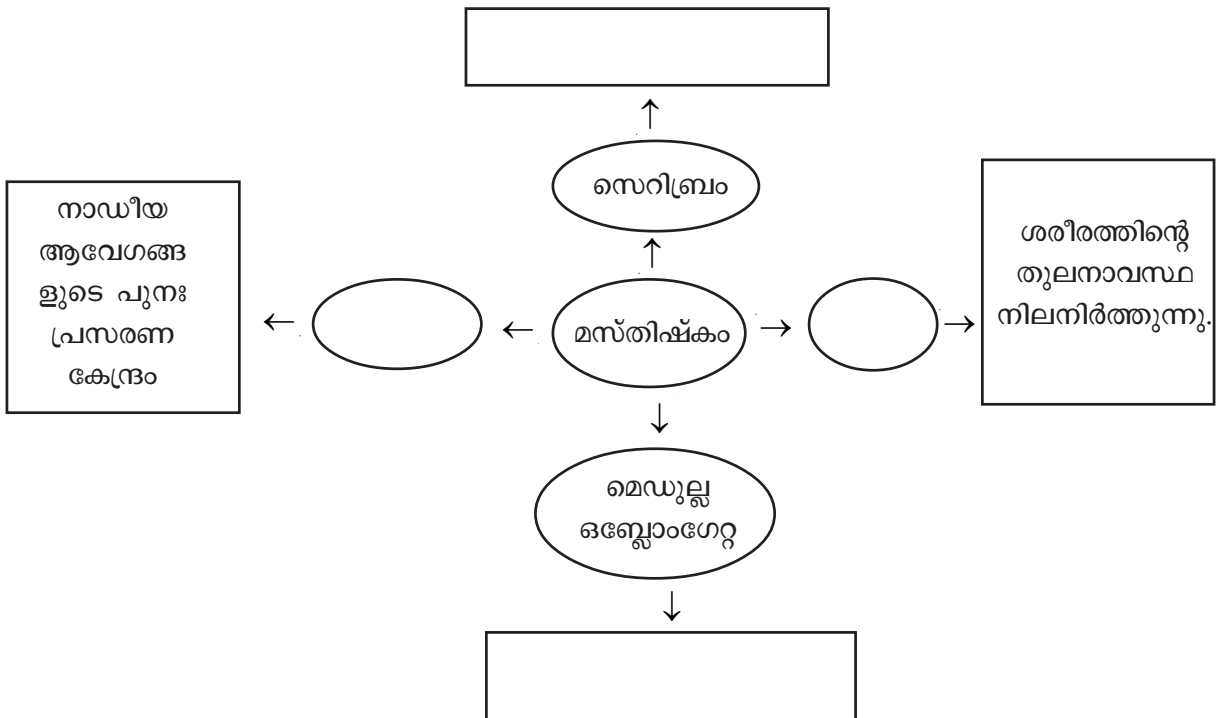 സെറിബ്രം
നാഡീയ
ആവേഗങ്ങ
ളുടെ പുനഃ
പ്രസരണ
കേന്ദ്രം
മസ്തിഷ്കം
ശരീരത്തിന്റെ
തുലനാവസ്ഥ
നിലനിർത്തുന്നു.
മെഡുല്ല
ഒബ്ലോംഗേറ്റ